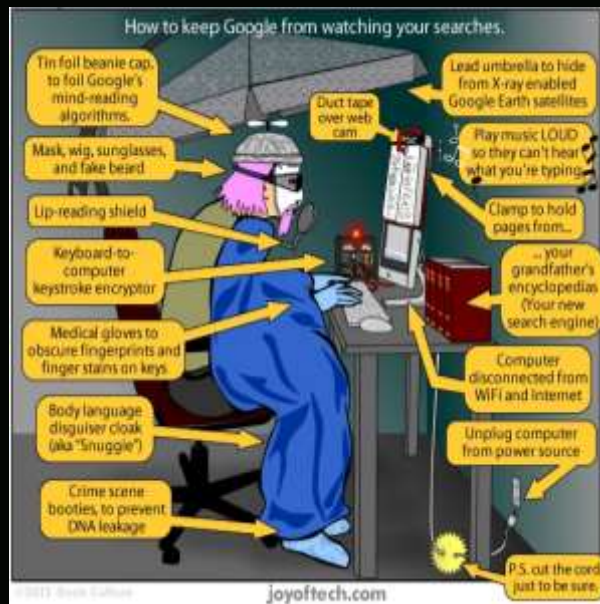 How to keep Google from watching your searches.
Tin foil beanie cap,
to foil Google's
mind-reading
algorithms.
Lead umbrella to hide
from X-ray enabled
Google Earth satellites
Duct tape
over web
cam
Play music LOUD
so they can't hear
what you're typing.
Mask, wig, sunglasses,
and fake beard
Lip-reading shield
Clamp to hold
pages from...
Keyboard-to-
computer
keystroke encryptor
... your
grandfather's
encyclopedias
(Your new
search engine)
Medical gloves to
obscure fingerprints and
finger stains on keys
Computer
disconnected from
WiFi and Internet
Body language
disguiser cloak
(aka "Snuggie")
Unplug computer
from power source
Crime scene
booties, to prevent
DNA leakage
P.S. cut the cord
just to be sure.
joyoftech.com